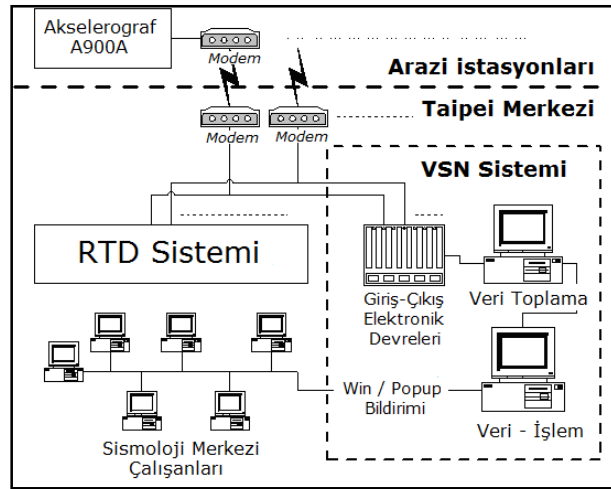 Akselerograf
A900A
Modem
Arazi istasyonları
Taipei Merkezi
Modem
Modem
VSN Sistemi
RTD Sistemi
Giriş-Çıkış
Elektronik
Devreleri
Veri Toplama
Win / Popup
Bildirimi
Veri - İşlem
Sismoloji Merkezi
Çalışanları